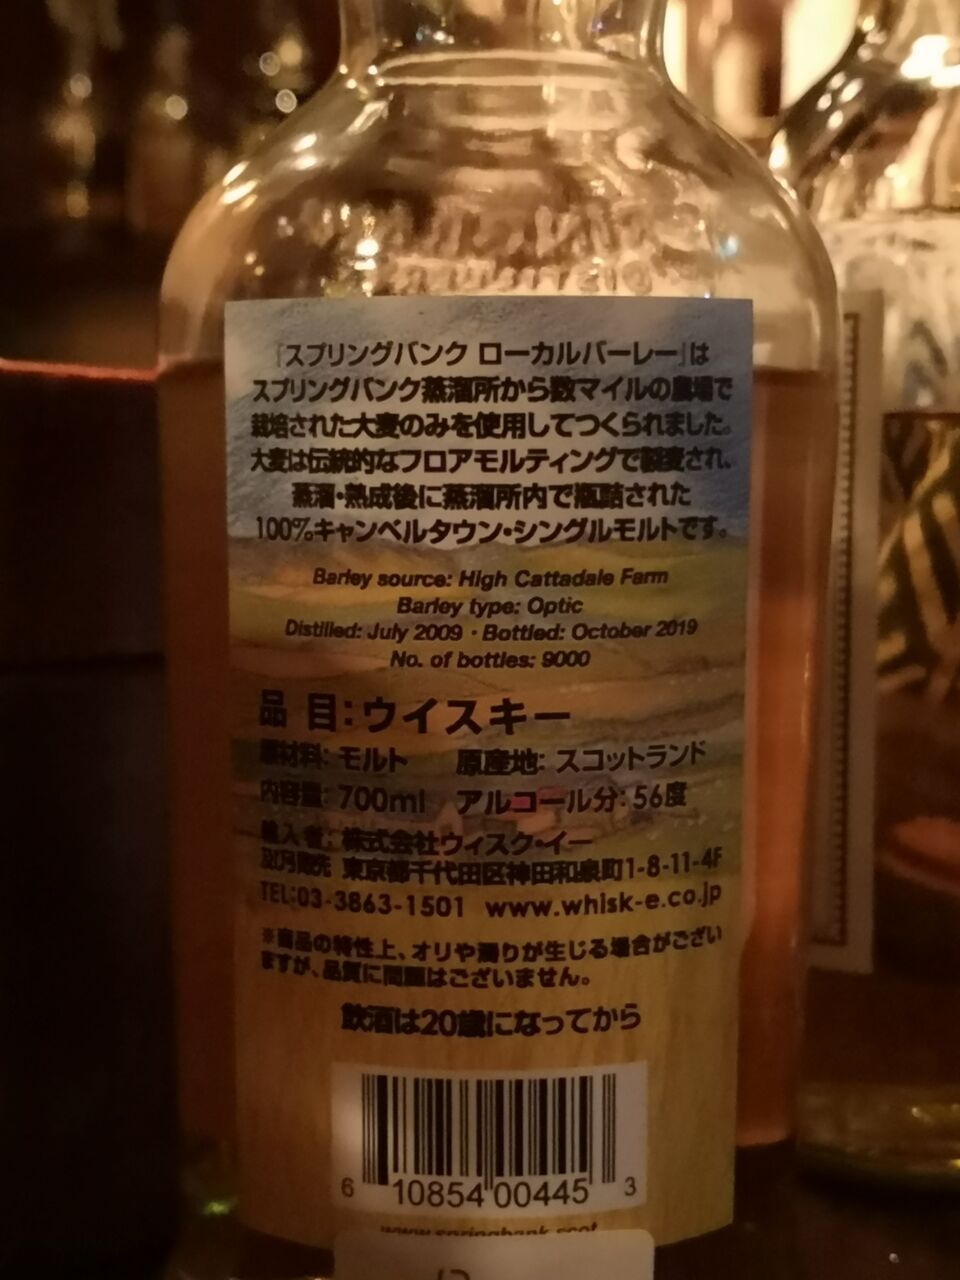 『スプリングバンク ローカルバーレー』は
スプリングバンク蒸溜所から数マイルの農場で
栽培された大麦のみを使用してつくられました。
大麦は伝統的なフロアモルティングで製麦され、
蒸溜・熟成後に蒸溜所内で瓶詰された
100%キャンベルタウン・シングルモルトです。
Barley source: High Cattadale Farm
Barley type: Optic
Distilled: July 2009・Bottled: October 2019
No. of bottles: 9000
品 目：ウイスキー
原材料：モルト 原産地：スコットランド
内容量：700ml アルコール分：56度
輸入者：株式会社ウィスク・イー
及び引取先 東京都千代田区神田和泉町1-8-11-4F
TEL:03-3863-1501 www.whisk-e.co.jp
※商品の特性上、オリや濁りが生じる場合がござい
ますが、品質に問題はございません。
飲酒は20歳になってから
6 10854 00445 3
www.springbank.scot